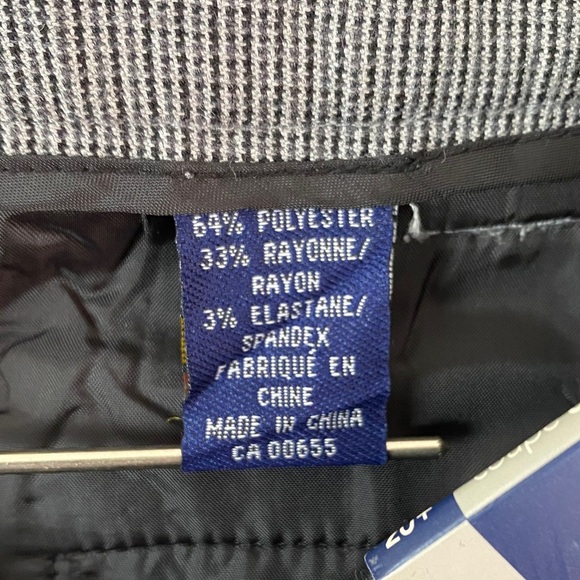 64% POLYESTER
33% RAYONNE/
RAYON
3% ELASTANE/
SPANDEX
FABRIQUÉ EN
CHINE
MADE IN CHINA
CA 00655